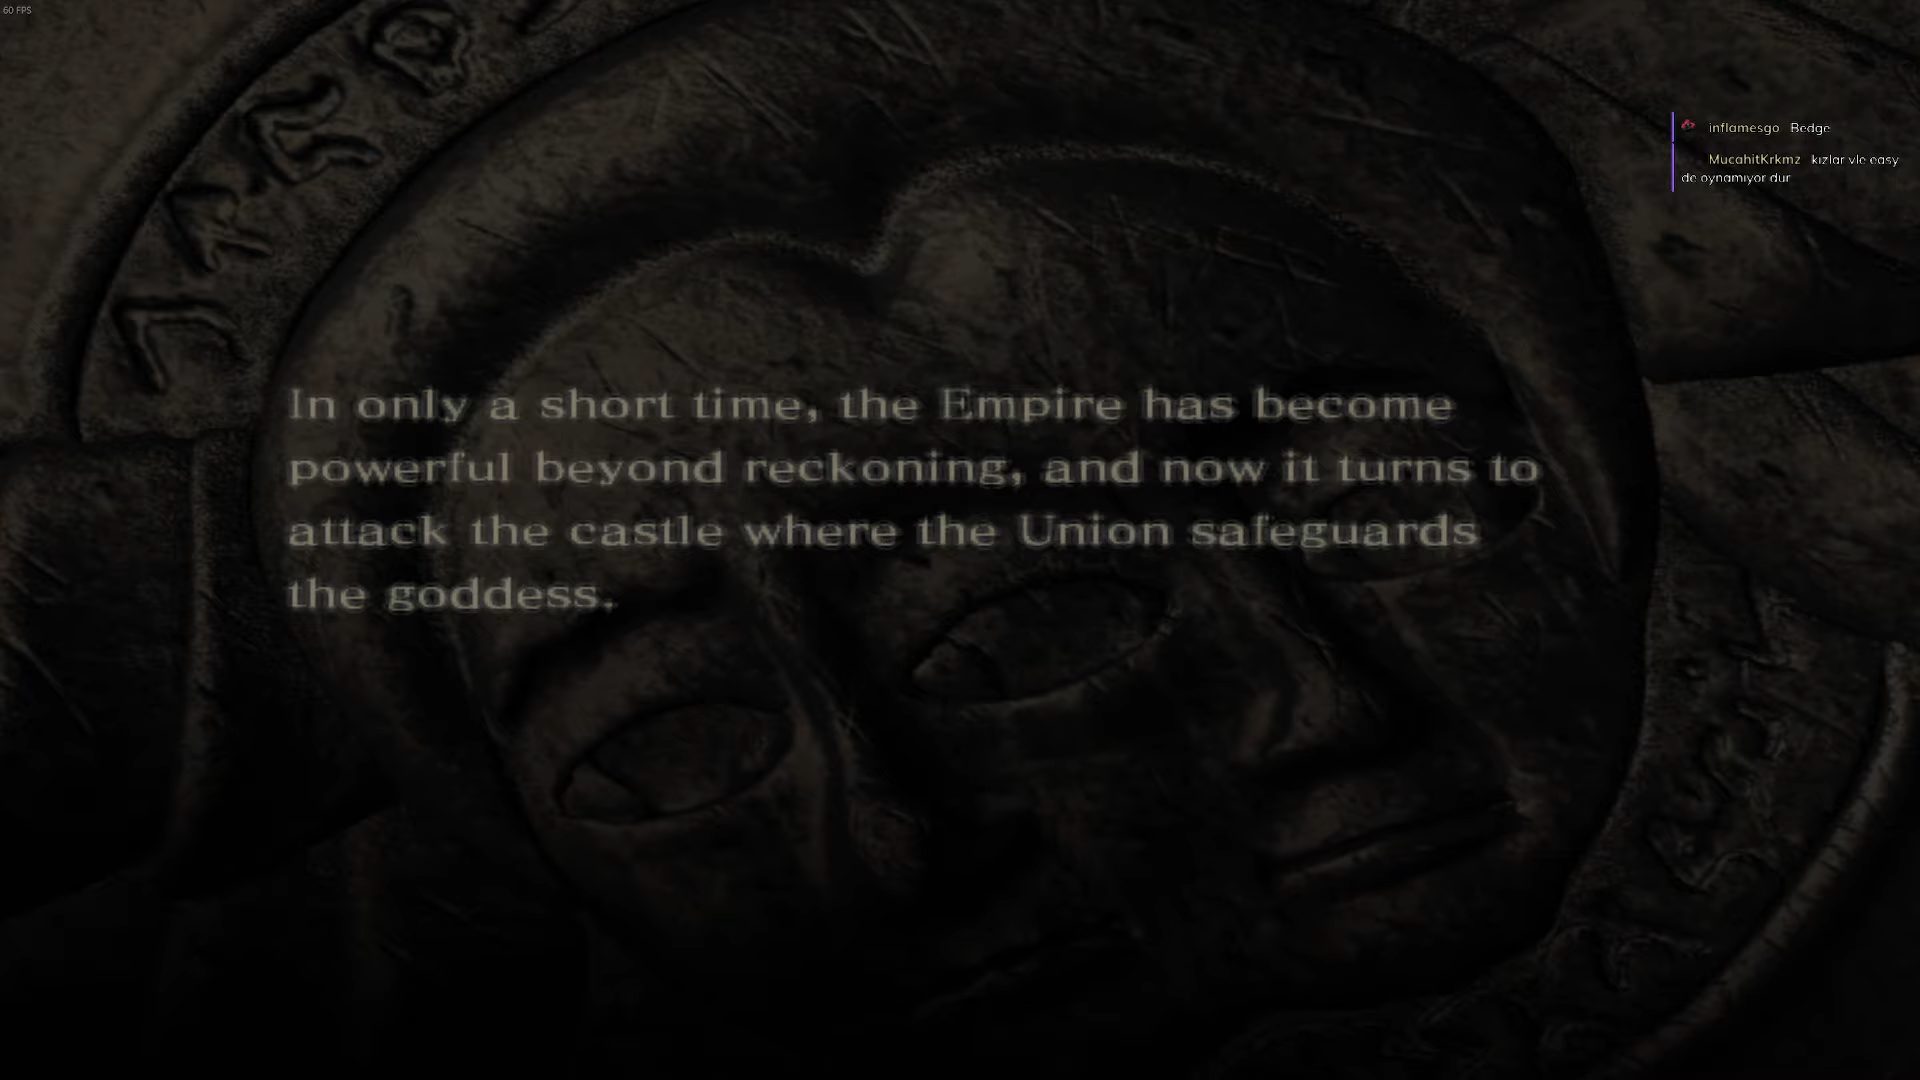 60 FPS
inflamesgo Bedge
MucahitKrkmz kızlar vle easy
de oynamıyor dur
In only a short time, the Empire has become
powerful beyond reckoning, and now it turns to
attack the castle where the Union safeguards
the goddess.